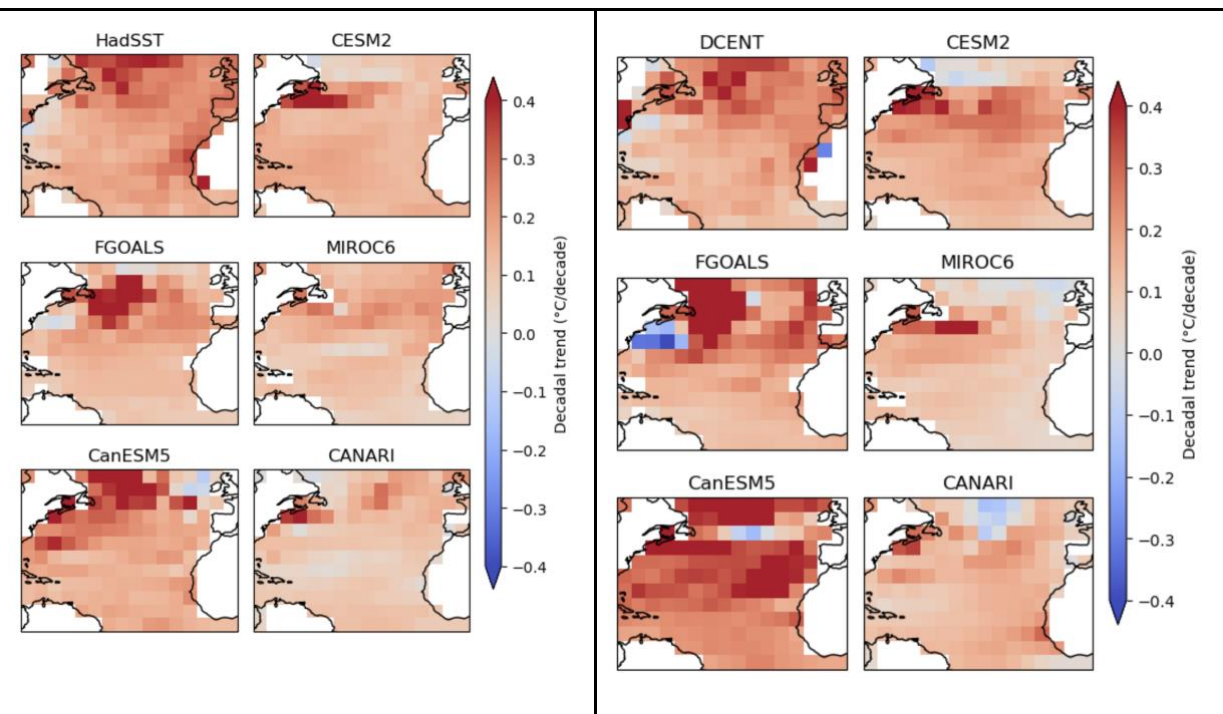 HadSST
CESM2
FGOALS
MIROC6
CanESM5
CANARI
0.4
0.3
0.2
0.1
0.0
−0.1
−0.2
−0.3
−0.4
Decadal trend (°C/decade)
DCENT
CESM2
FGOALS
MIROC6
CanESM5
CANARI
0.4
0.3
0.2
0.1
0.0
−0.1
−0.2
−0.3
−0.4
Decadal trend (°C/decade)